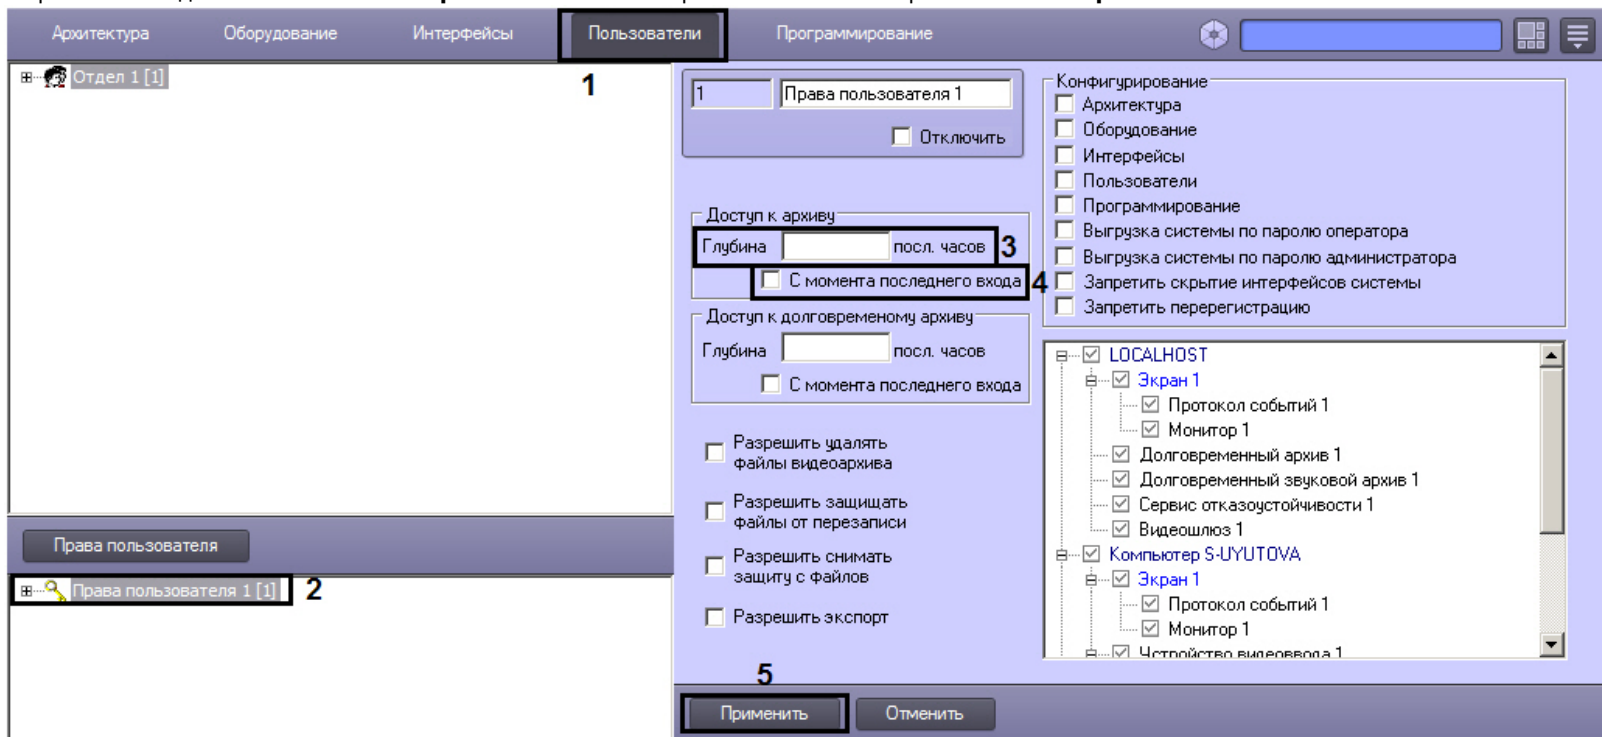 Архитектура Оборудование Интерфейсы Пользователи Программирование
Отдел 1 [1]
1
Права пользователя
Права пользователя 1 [1] 2
1 Права пользователя 1
Отключить
Доступ к архиву
Глубина посл. часов 3
С момента последнего входа 4
Доступ к долговременому архиву
Глубина посл. часов
С момента последнего входа
Разрешить удалять
файлы видеоархива
Разрешить защищать
файлы от перезаписи
Разрешить снимать
защиту с файлов
Разрешить экспорт
Конфигурирование
Архитектура
Оборудование
Интерфейсы
Пользователи
Программирование
Выгрузка системы по паролю оператора
Выгрузка системы по паролю администратора
Запретить скрытие интерфейсов системы
Запретить перерегистрацию
LOCALHOST
Экран 1
Протокол событий 1
Монитор 1
Долговременный архив 1
Долговременный звуковой архив 1
Сервис отказоустойчивости 1
Видеошлюз 1
Компьютер S-UYUTOVA
Экран 1
Протокол событий 1
Монитор 1
Устройство видеоввода 1
5
Применить Отменить